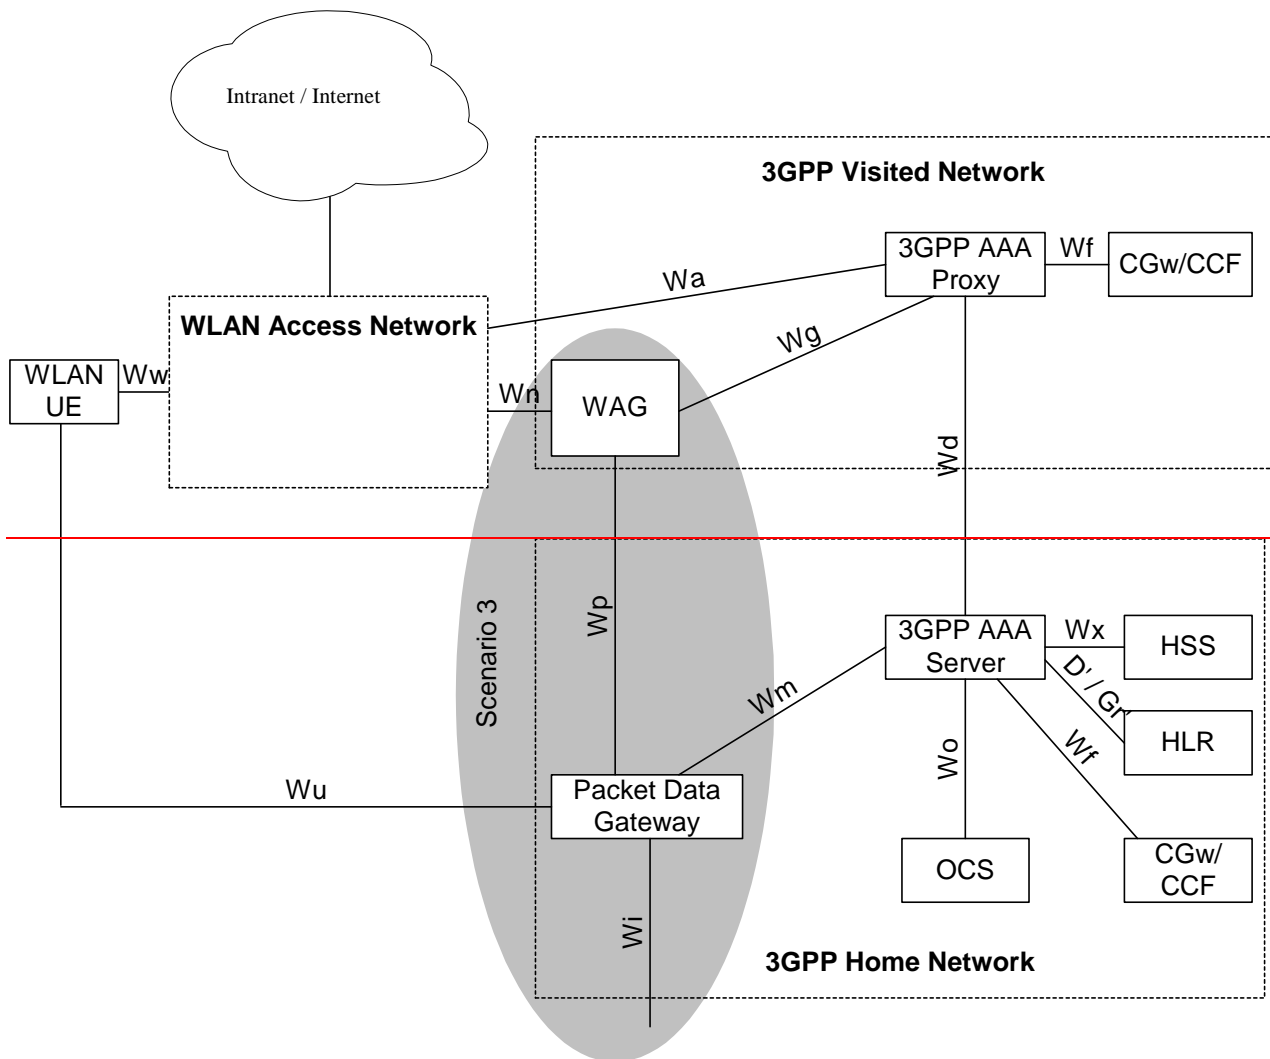 Intranet / Internet
3GPP Visited Network
3GPP AAA
Proxy
Wf
CGw/CCF
Wa
WLAN Access Network
Wg
WLAN
UE
Ww
Wn
WAG
Wd
Scenario 3
Wp
3GPP AAA
Server
Wx
HSS
D' / Gr'
HLR
Wm
Wo
Wf
Wu
Packet Data
Gateway
OCS
CGw/
CCF
Wi
3GPP Home Network